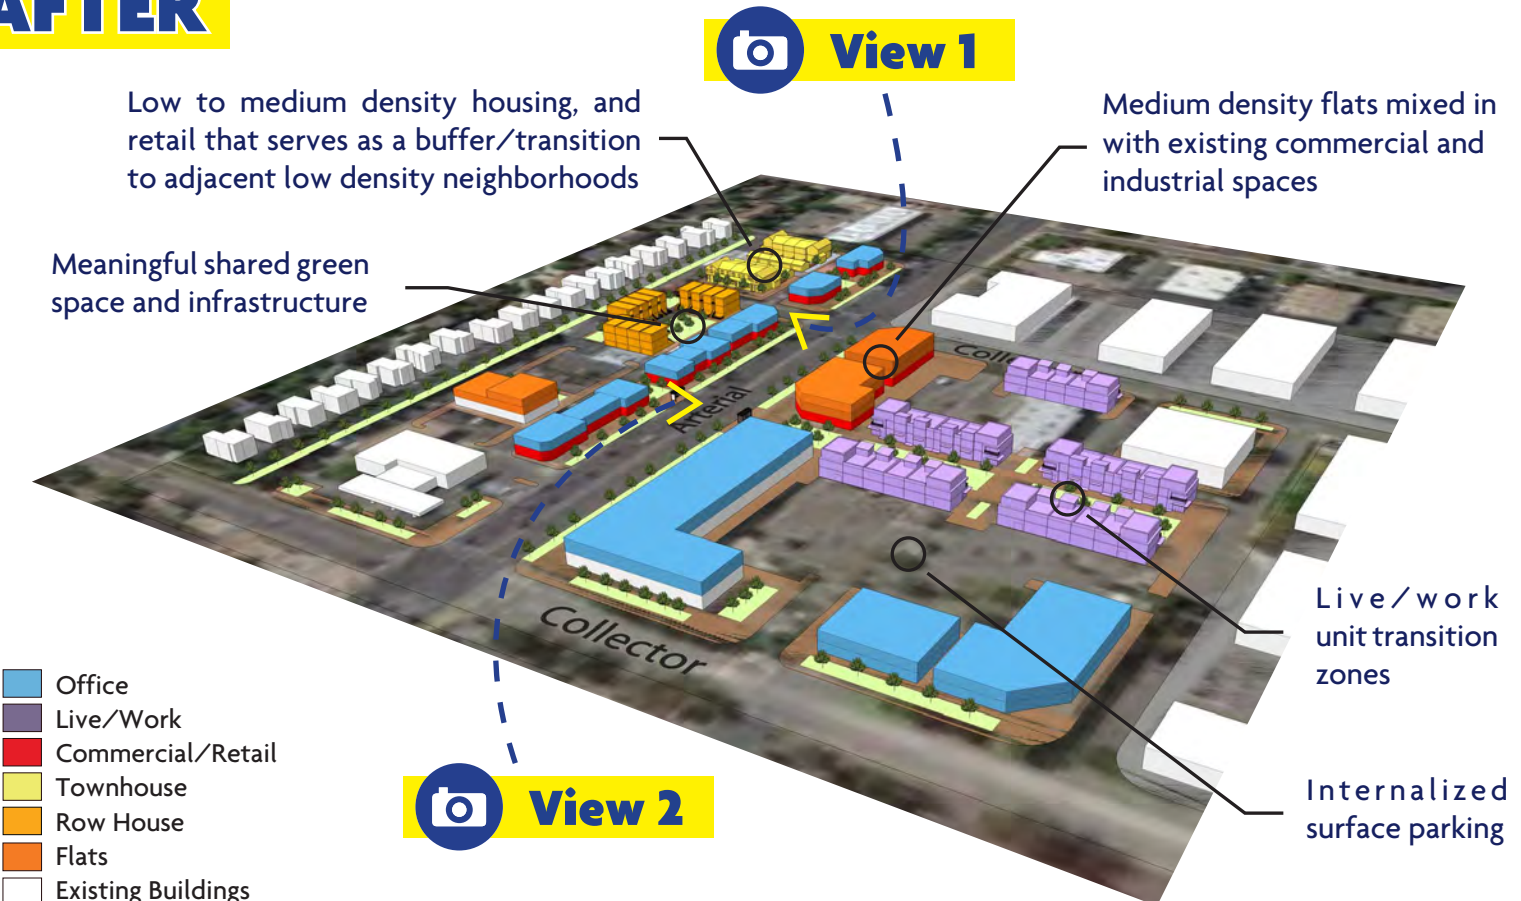 AFTER
View 1
Low to medium density housing, and
retail that serves as a buffer/transition
to adjacent low density neighborhoods
Medium density flats mixed in
with existing commercial and
industrial spaces
Meaningful shared green
space and infrastructure
Arterial
Collector
Live/work
unit transition
zones
Internalized
surface parking
View 2
Office
Live/Work
Commercial/Retail
Townhouse
Row House
Flats
Existing Buildings